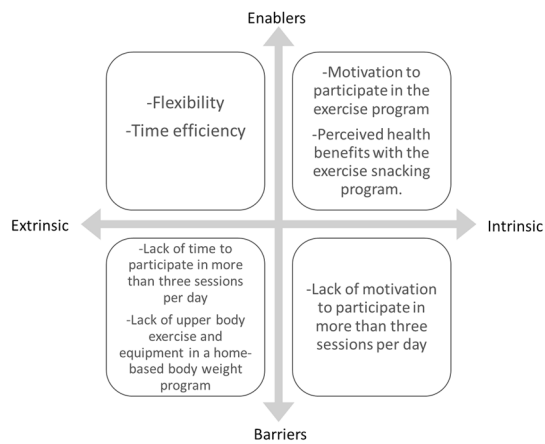 Enablers
-Flexibility
-Time efficiency
-Motivation to
participate in the
exercise program
-Perceived health
benefits with the
exercise snacking
program.
Extrinsic
Intrinsic
-Lack of time to
participate in more
than three sessions
per day
-Lack of upper body
exercise and
equipment in a home-
based body weight
program
-Lack of motivation
to participate in
more than three
sessions per day
Barriers